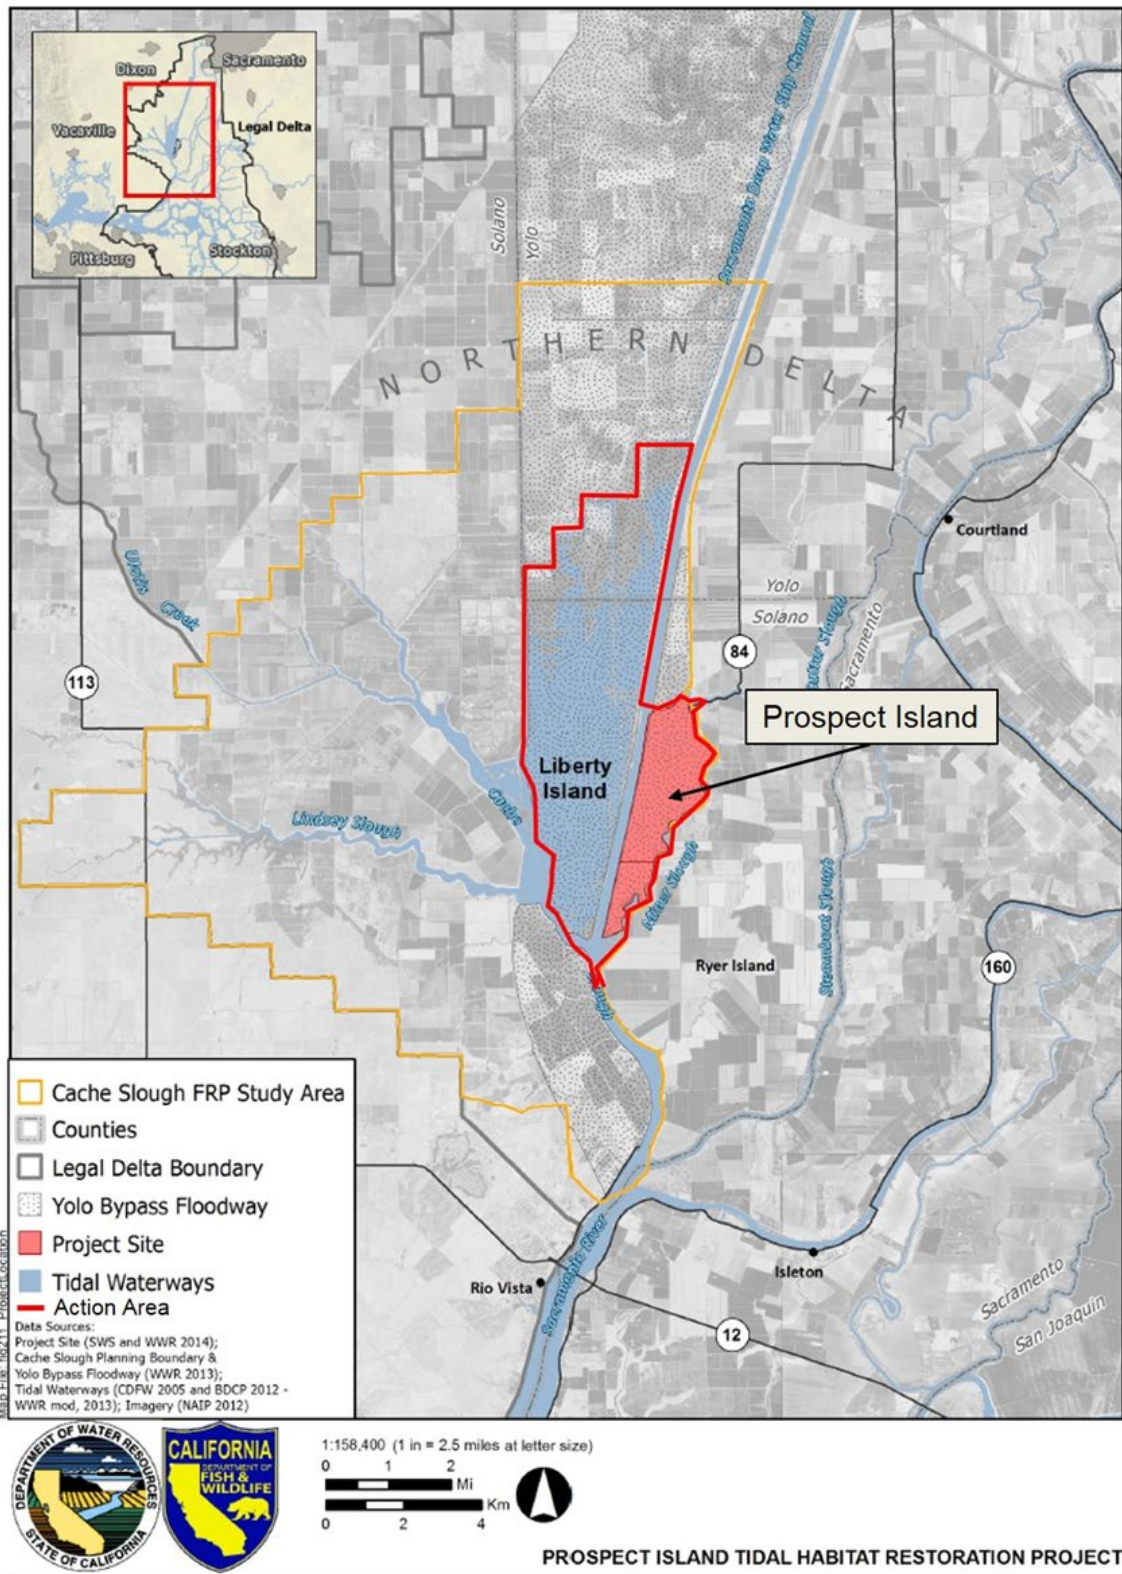 Dixon
Sacramento
Vacaville
Legal Delta
Pittsburg
Stockton
Sacramento Deep Water Ship Channel
Solano
Yolo
NORTHERN DELTA
Courtland
Ulatis Creek
Yolo
Solano
84
113
Sutter Slough
Sacramento
Prospect Island
Liberty
Island
Cache
Lindsey Slough
Miner Slough
Steamboat Slough
Ryer Island
160
Slough
Cache Slough FRP Study Area
Counties
Legal Delta Boundary
Yolo Bypass Floodway
Project Site
Tidal Waterways
Action Area
Data Sources:
Project Site (SWS and WWR 2014);
Cache Slough Planning Boundary &
Yolo Bypass Floodway (WWR 2013);
Tidal Waterways (CDFW 2005 and BDCP 2012 -
WWR mod, 2013); Imagery (NAIP 2012)
Rio Vista
Sacramento River
Isleton
12
Sacramento
San Joaquin
DEPARTMENT OF WATER RESOURCES
STATE OF CALIFORNIA
CALIFORNIA
DEPARTMENT OF
FISH &
WILDLIFE
1:158,400 (1 in = 2.5 miles at letter size)
0 1 2
Mi
Km
0 2 4
PROSPECT ISLAND TIDAL HABITAT RESTORATION PROJECT